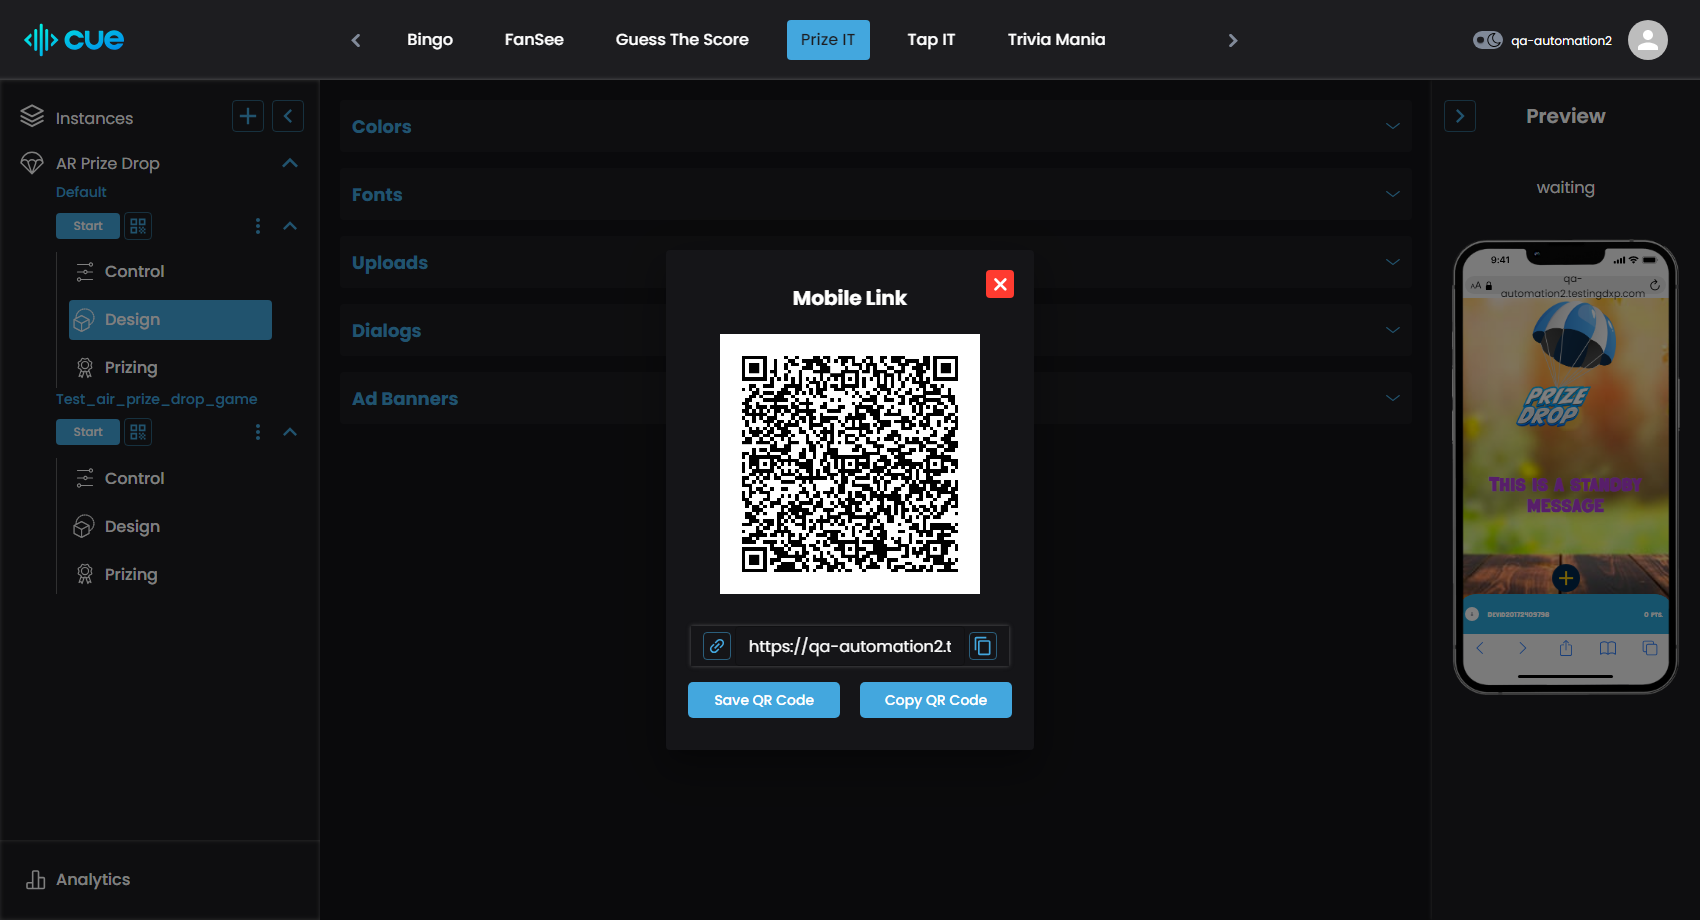 cue
Bingo
FanSee
Guess The Score
Prize IT
Tap IT
Trivia Mania
qa-automation2
Instances
AR Prize Drop
Default
Start
Control
Design
Prizing
Test_air_prize_drop_game
Start
Control
Design
Prizing
Analytics
Colors
Fonts
Uploads
Dialogs
Ad Banners
Mobile Link
https://qa-automation2.t
Save QR Code
Copy QR Code
Preview
waiting
9:41
AA
qa-
automation2.testingdxp.com
PRIZE
DROP
THIS IS A STANDBY
MESSAGE
0 PTS.